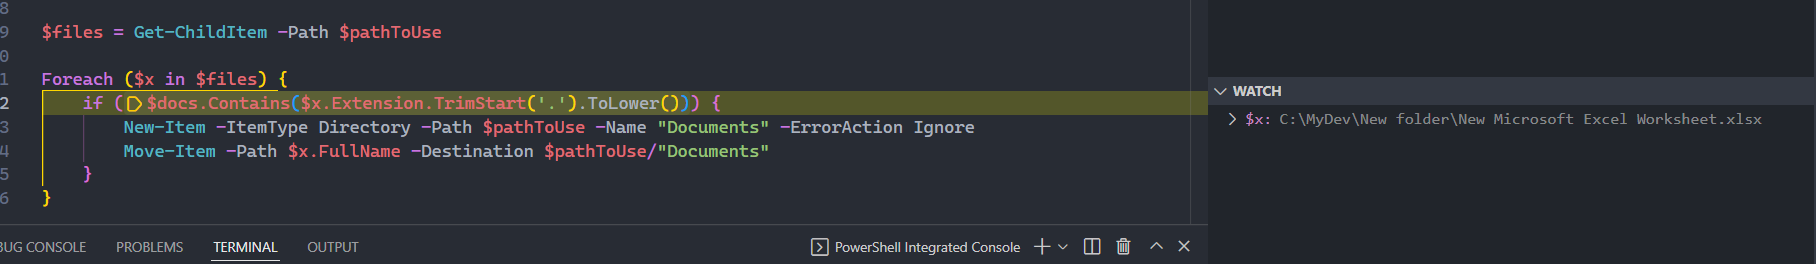 8
9 $files = Get-ChildItem -Path $pathToUse
0
1 Foreach ($x in $files) {
2 if ($docs.Contains($x.Extension.TrimStart('.').ToLower())) {
3 New-Item -ItemType Directory -Path $pathToUse -Name "Documents" -ErrorAction Ignore
4 Move-Item -Path $x.FullName -Destination $pathToUse/"Documents"
5 }
6 }
WATCH
$x: C:\MyDev\New folder\New Microsoft Excel Worksheet.xlsx
BUG CONSOLE PROBLEMS TERMINAL OUTPUT PowerShell Integrated Console